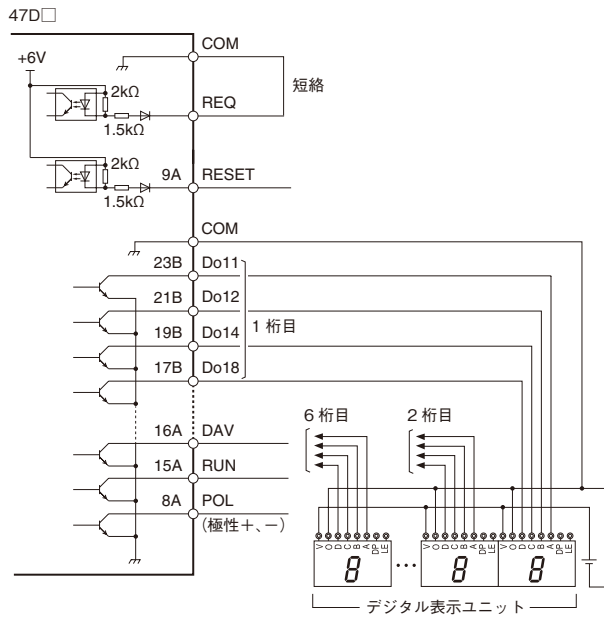 47D□
COM
+6V
2kΩ
短絡
REQ
1.5kΩ
2kΩ
9A RESET
1.5kΩ
COM
23B Do11
21B Do12
1桁目
19B Do14
17B Do18
6桁目
2桁目
16A DAV
15A RUN
8A POL
(極性+、−)
V O D C B A DP LE
V O D C B A DP LE
V O D C B A DP LE
8 … 8 8
デジタル表示ユニット